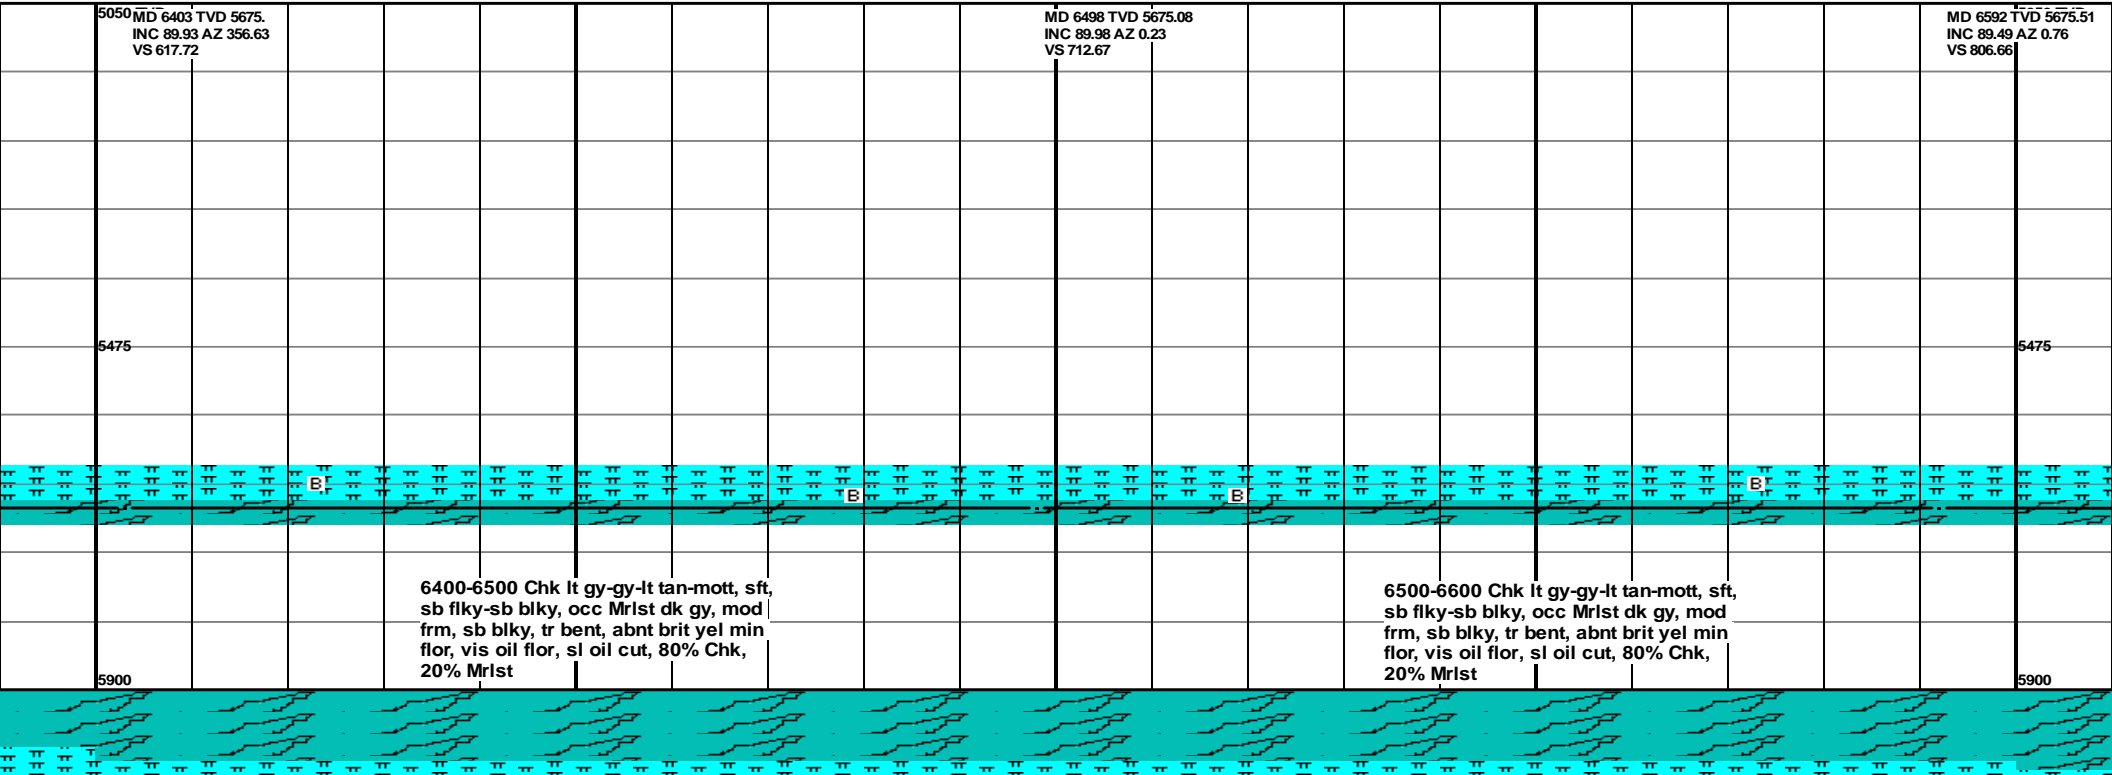 5050 TVD
MD 6403 TVD 5675.
INC 89.93 AZ 356.63
VS 617.72
MD 6498 TVD 5675.08
INC 89.98 AZ 0.23
VS 712.67
MD 6592 TVD 5675.51
INC 89.49 AZ 0.76
VS 806.66
5475
5475
B
B
B
B
6400-6500 Chk lt gy-gy-lt tan-mott, sft,
sb flky-sb blky, occ Mrlst dk gy, mod
frm, sb blky, tr bent, abnt brit yel min
flor, vis oil flor, sl oil cut, 80% Chk,
20% Mrlst
6500-6600 Chk lt gy-gy-lt tan-mott, sft,
sb flky-sb blky, occ Mrlst dk gy, mod
frm, sb blky, tr bent, abnt brit yel min
flor, vis oil flor, sl oil cut, 80% Chk,
20% Mrlst
5900
5900